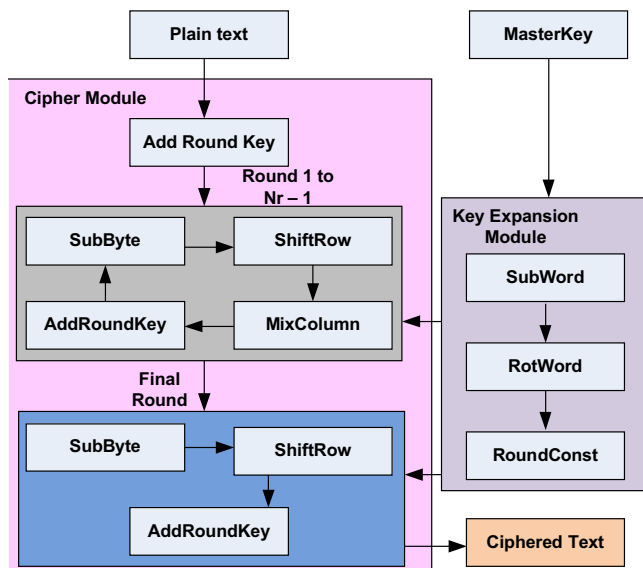 Plain text
MasterKey
Cipher Module
Add Round Key
Round 1 to
Nr – 1
SubByte
ShiftRow
AddRoundKey
MixColumn
Key Expansion
Module
SubWord
RotWord
RoundConst
Final
Round
SubByte
ShiftRow
AddRoundKey
Ciphered Text